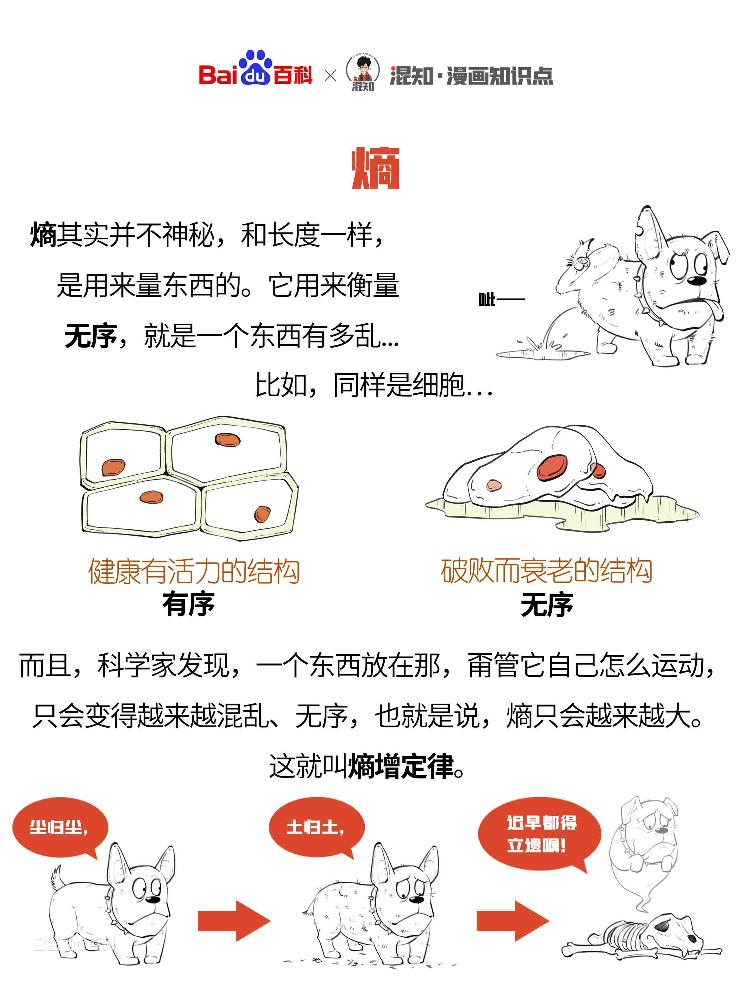 Baidu百科 × STONE KNOWS 混知 混知·漫画知识点
熵
熵其实并不神秘，和长度一样，
是用来量东西的。它用来衡量
无序，就是一个东西有多乱...
呲——
比如，同样是细胞...
健康有活力的结构
有序
破败而衰老的结构
无序
而且，科学家发现，一个东西放在那，甭管它自己怎么运动，
只会变得越来越混乱、无序，也就是说，熵只会越来越大。
这就叫熵增定律。
尘归尘，
土归土，
迟早都得
立遗嘱！
Baidu百科